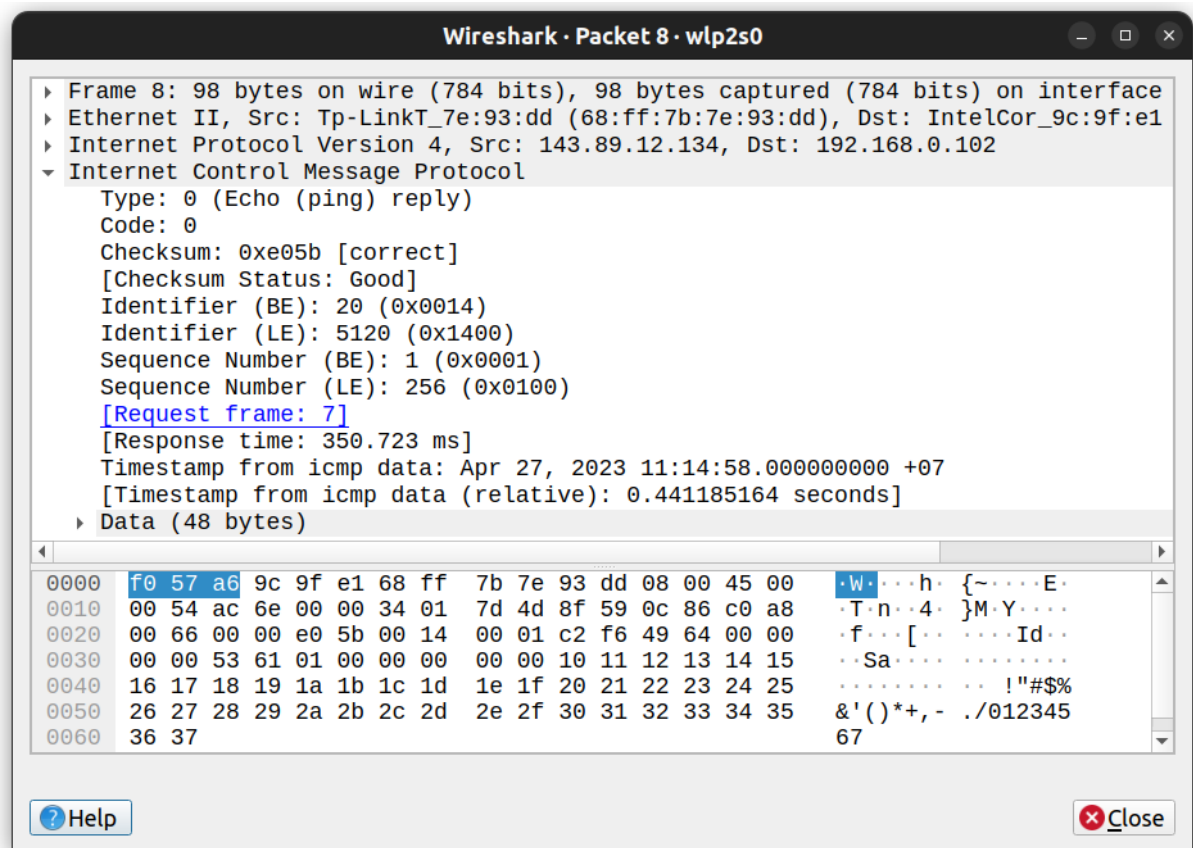 Wireshark · Packet 8 · wlp2s0
Frame 8: 98 bytes on wire (784 bits), 98 bytes captured (784 bits) on interface
Ethernet II, Src: Tp-LinkT_7e:93:dd (68:ff:7b:7e:93:dd), Dst: IntelCor_9c:9f:e1
Internet Protocol Version 4, Src: 143.89.12.134, Dst: 192.168.0.102
Internet Control Message Protocol
Type: 0 (Echo (ping) reply)
Code: 0
Checksum: 0xe05b [correct]
[Checksum Status: Good]
Identifier (BE): 20 (0x0014)
Identifier (LE): 5120 (0x1400)
Sequence Number (BE): 1 (0x0001)
Sequence Number (LE): 256 (0x0100)
[Request frame: 7]
[Response time: 350.723 ms]
Timestamp from icmp data: Apr 27, 2023 11:14:58.000000000 +07
[Timestamp from icmp data (relative): 0.441185164 seconds]
Data (48 bytes)
0000 f0 57 a6 9c 9f e1 68 ff 7b 7e 93 dd 08 00 45 00 ·W····h· {~····E·
0010 00 54 ac 6e 00 00 34 01 7d 4d 8f 59 0c 86 c0 a8 ·T·n··4· }M·Y····
0020 00 66 00 00 e0 5b 00 14 00 01 c2 f6 49 64 00 00 ·f···[·· ····Id··
0030 00 00 53 61 01 00 00 00 00 00 10 11 12 13 14 15 ··Sa···· ········
0040 16 17 18 19 1a 1b 1c 1d 1e 1f 20 21 22 23 24 25 ········ ·· !"#$%
0050 26 27 28 29 2a 2b 2c 2d 2e 2f 30 31 32 33 34 35 &'()*+,- ./012345
0060 36 37 67
Help Close